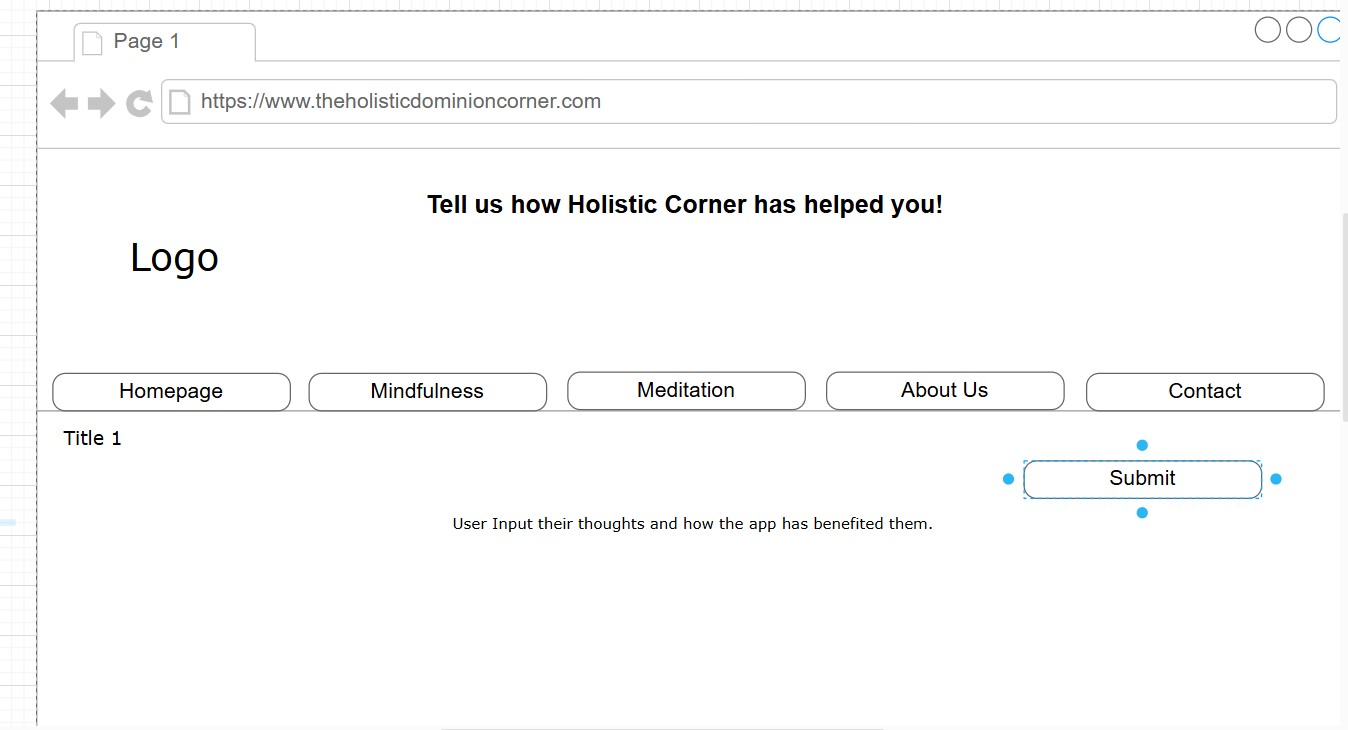 Page 1
https://www.theholisticdominioncorner.com
Tell us how Holistic Corner has helped you!
Logo
Homepage Mindfulness Meditation About Us Contact
Title 1
Submit
User Input their thoughts and how the app has benefited them.